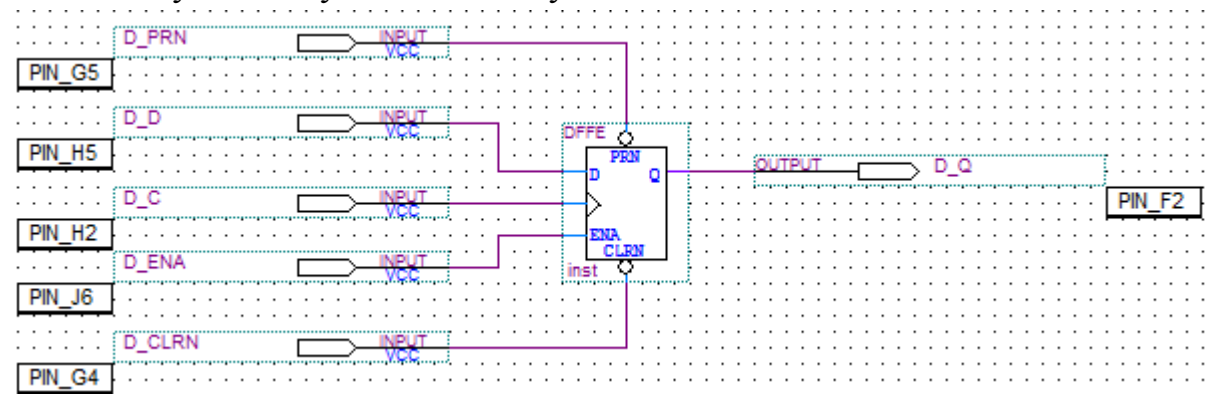 D_PRN
INPUT
VCC
PIN_G5
D_D
INPUT
VCC
PIN_H5
D_C
INPUT
VCC
PIN_H2
D_ENA
INPUT
VCC
PIN_J6
D_CLRN
INPUT
VCC
PIN_G4
DFFE
PRN
D
Q
ENA
CLRN
inst
OUTPUT
D_Q
PIN_F2